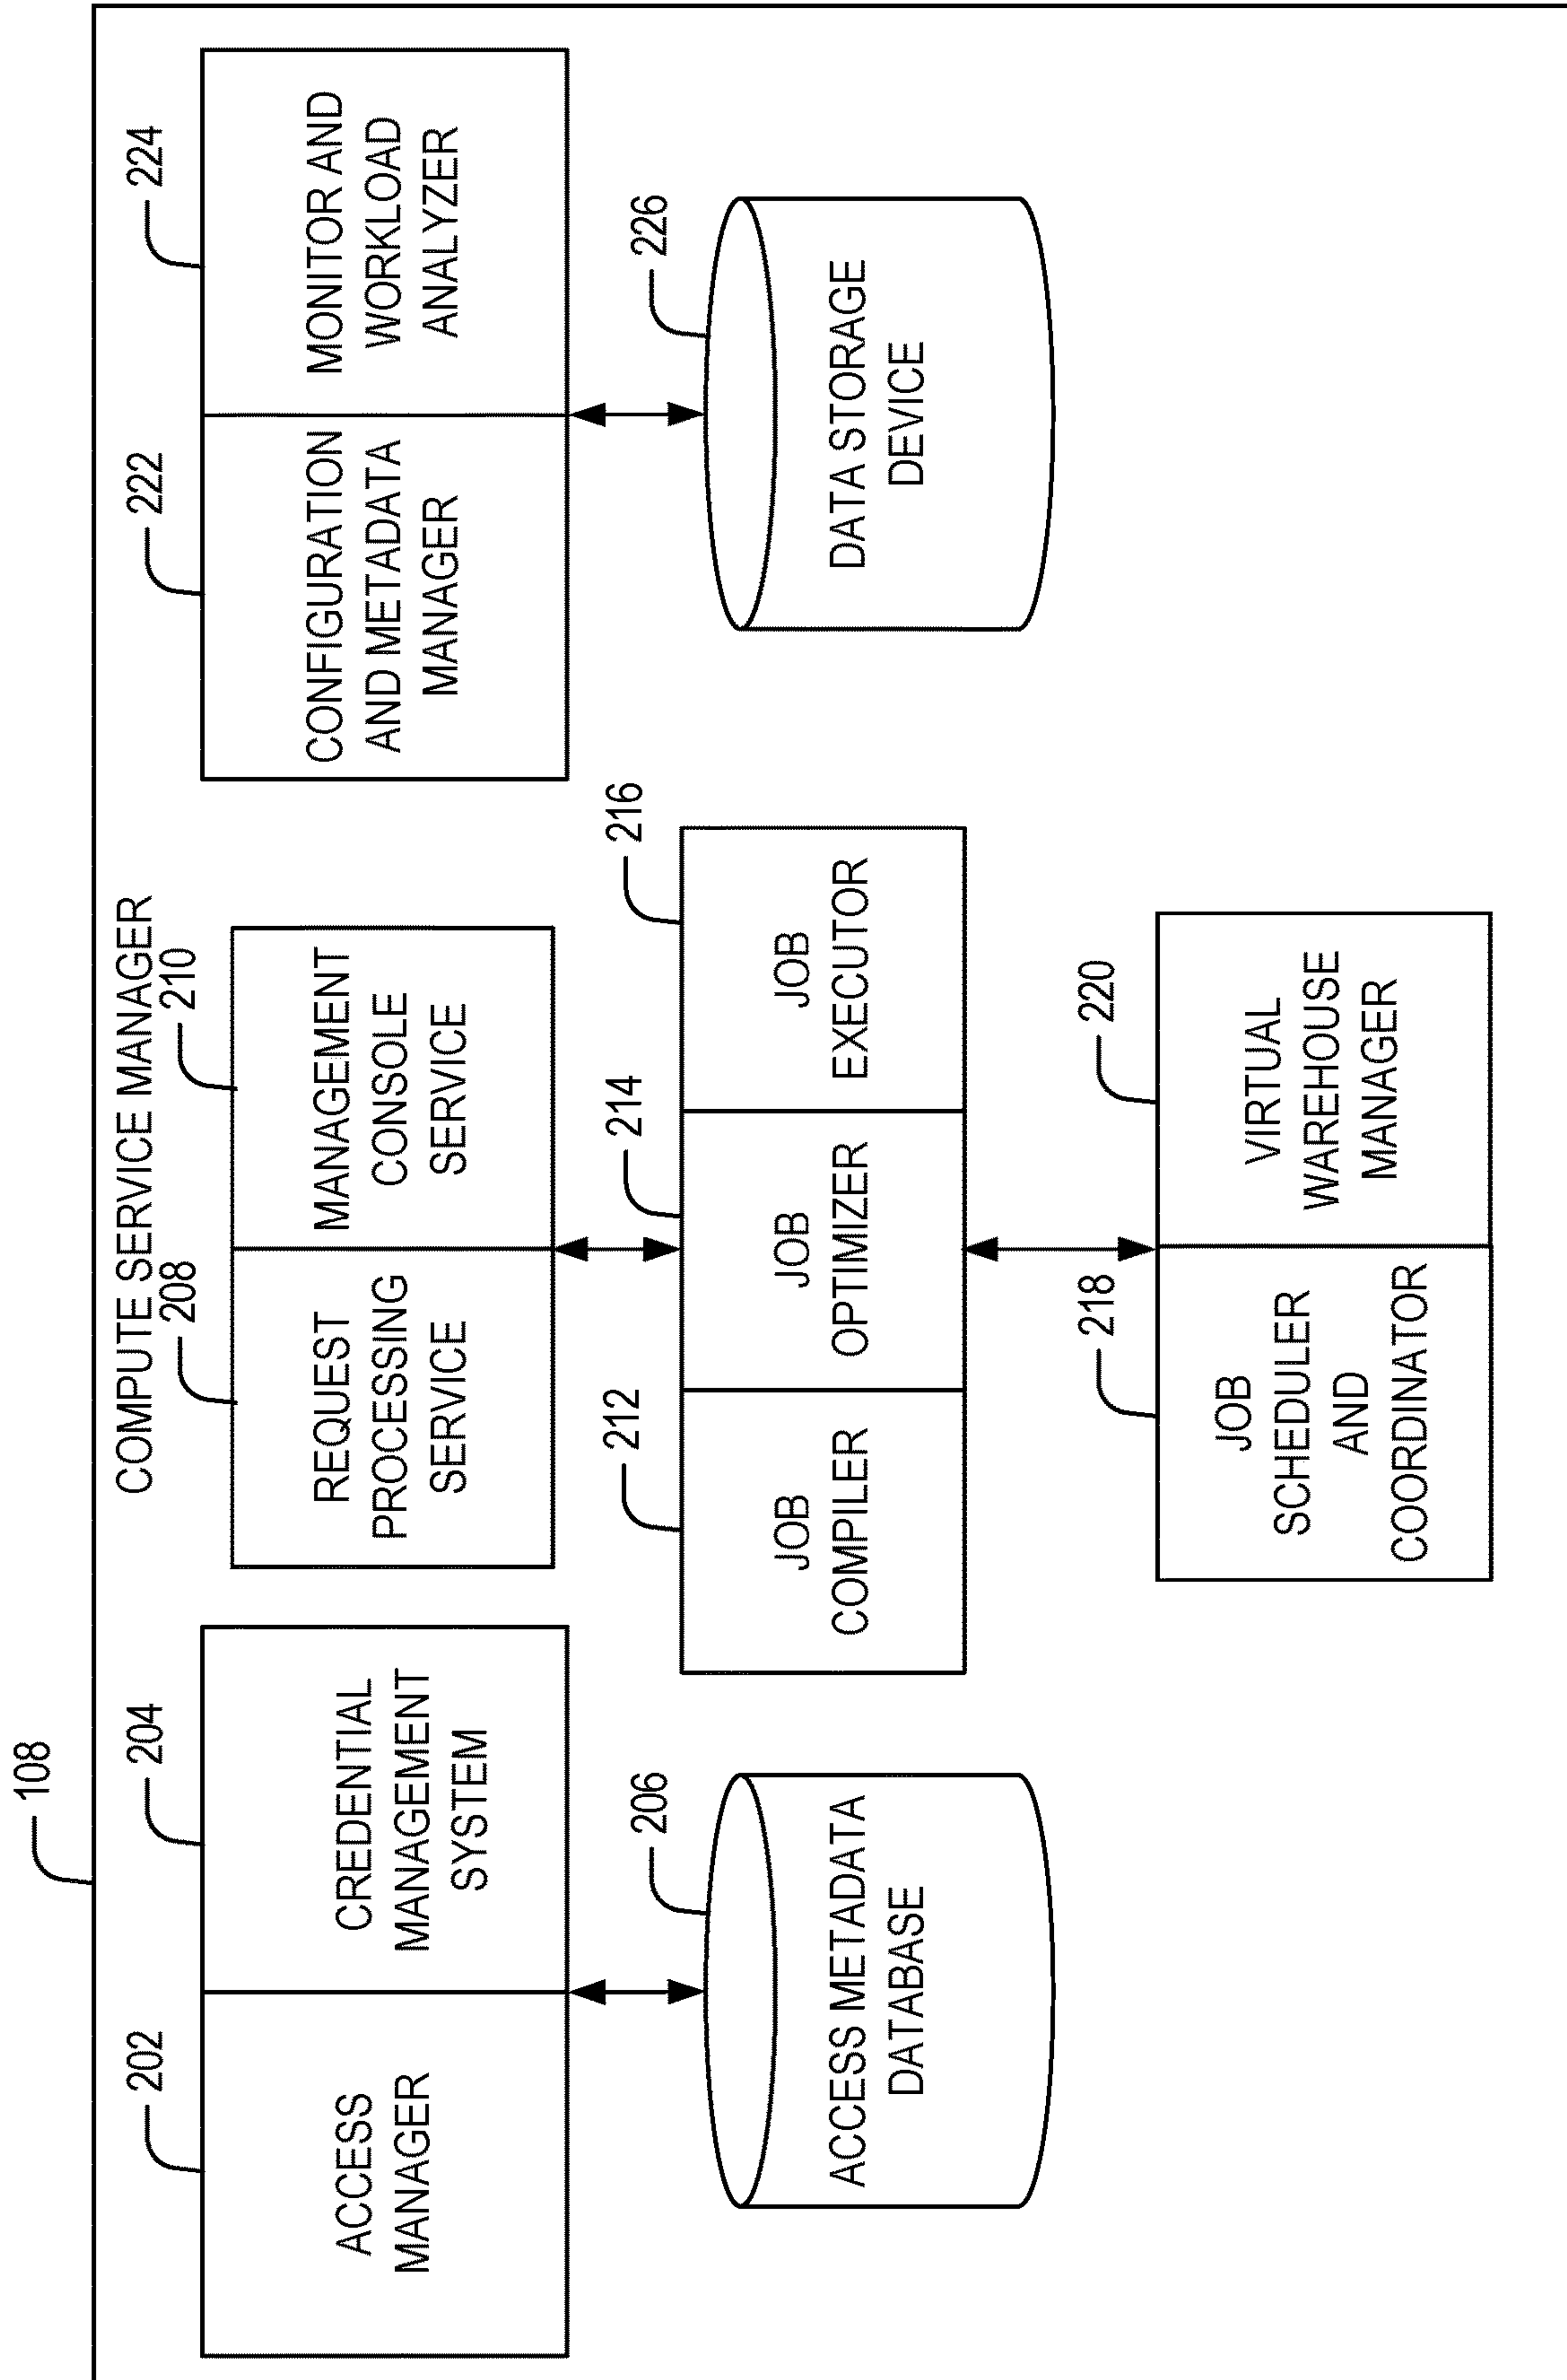 108
COMPUTE SERVICE MANAGER
202
204
208
210
222
224
ACCESS
MANAGER
CREDENTIAL
MANAGEMENT
SYSTEM
REQUEST
PROCESSING
SERVICE
MANAGEMENT
CONSOLE
SERVICE
CONFIGURATION
AND METADATA
MANAGER
MONITOR AND
WORKLOAD
ANALYZER
206
ACCESS METADATA
DATABASE
212
214
216
JOB
COMPILER
JOB
OPTIMIZER
JOB
EXECUTOR
226
DATA STORAGE
DEVICE
218
220
JOB
SCHEDULER
AND
COORDINATOR
VIRTUAL
WAREHOUSE
MANAGER